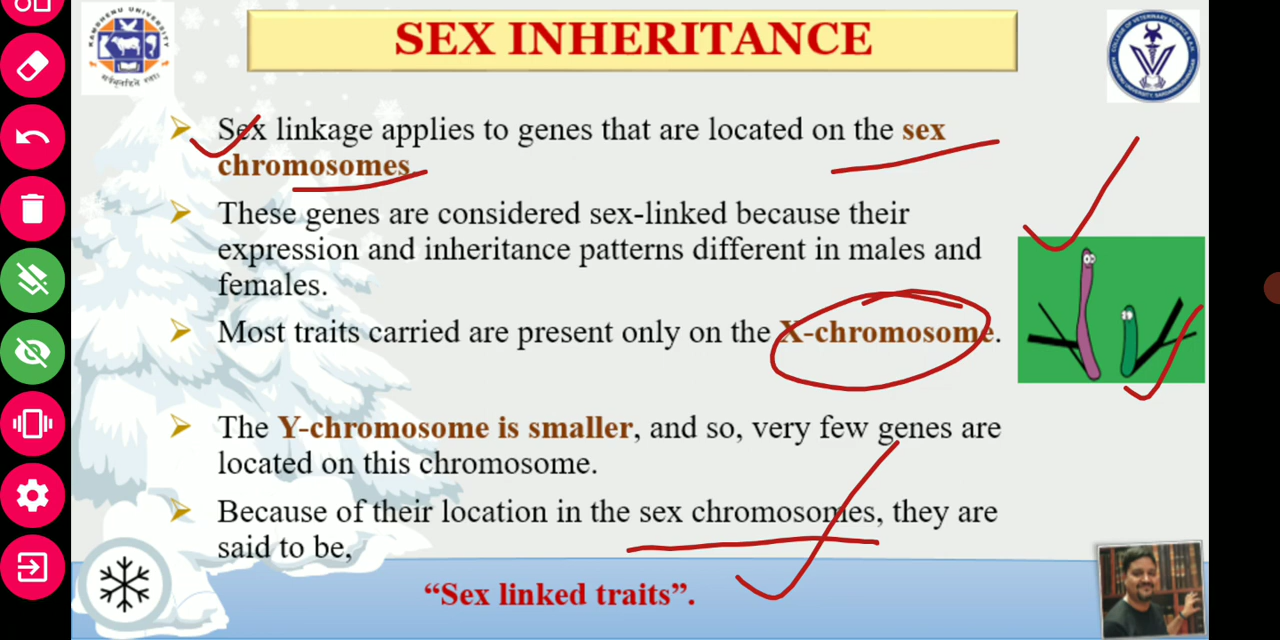 SEX INHERITANCE
KAMDHENU UNIVERSITY
Sex linkage applies to genes that are located on the sex
chromosomes.
These genes are considered sex-linked because their
expression and inheritance patterns different in males and
females.
Most traits carried are present only on the X-chromosome.
The Y-chromosome is smaller, and so, very few genes are
located on this chromosome.
Because of their location in the sex chromosomes, they are
said to be,
“Sex linked traits”.